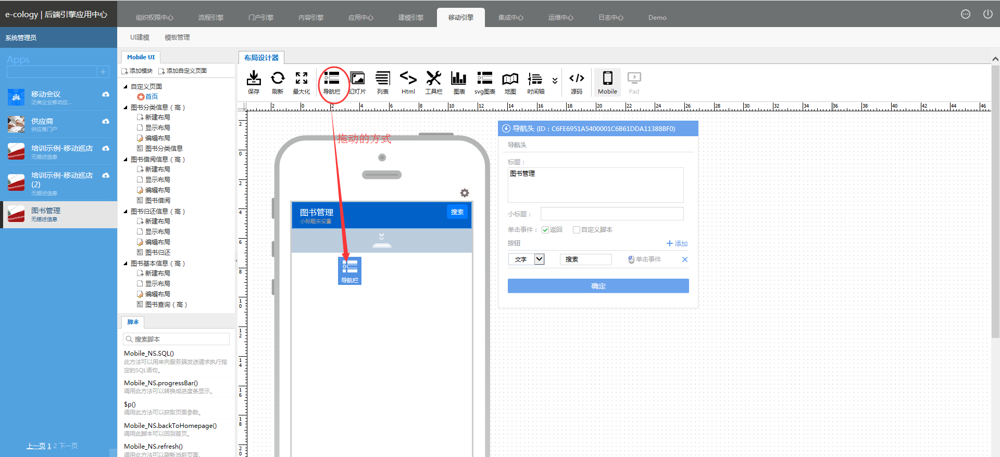 e-cology | 后端引擎应用中心
组织权限中心 流程引擎 门户引擎 内容引擎 应用中心 建模引擎 移动引擎 集成中心 运维中心 日志中心 Demo
系统管理员
UI建模 模板管理
Apps
移动会议
泛微企业移动应...
供应商
供应商门户
培训示例-移动巡店
无描述信息
培训示例-移动巡店
(2)
无描述信息
图书管理
无描述信息
上一页 1 2 下一页
Mobile UI
添加模块 添加自定义页面
自定义页面
首页
图书分类信息（高）
新建布局
显示布局
编辑布局
图书分类信息
图书借阅信息（高）
新建布局
显示布局
编辑布局
图书借阅
图书归还信息（高）
新建布局
显示布局
编辑布局
图书归还
图书基本信息（高）
新建布局
显示布局
编辑布局
图书查询（高）
脚本
搜索脚本
Mobile_NS.SQL()
此方法可以用来向服务端发送请求执行指
定的SQL语句。
Mobile_NS.progressBar()
调用此方法可以转换成进度条显示。
$p()
调用此方法可以获取页面参数。
Mobile_NS.backToHomepage()
调用此脚本可以回到首页。
Mobile_NS.refresh()
调用此方法可以刷新当前页面。
布局设计器
保存 刷新 最大化 导航栏 幻灯片 列表 Html 工具栏 图表 svg图表 地图 时间轴 源码 Mobile Pad
2 0 2 4 6 8 10 12 14 16 18 20 22 24 26 28 30 32 34 36 38 40 42 44 46
2
0
2
4
6
8
10
12
14
16
18
20
拖动的方式
图书管理
小标题未设置
搜索
导航栏
导航头 (ID：C6FE6951A5400001C6B61DDA11388BF0)
导航头
标题：
图书管理
小标题：
单击事件： 返回 自定义脚本
按钮 添加
文字 搜索 单击事件
确定